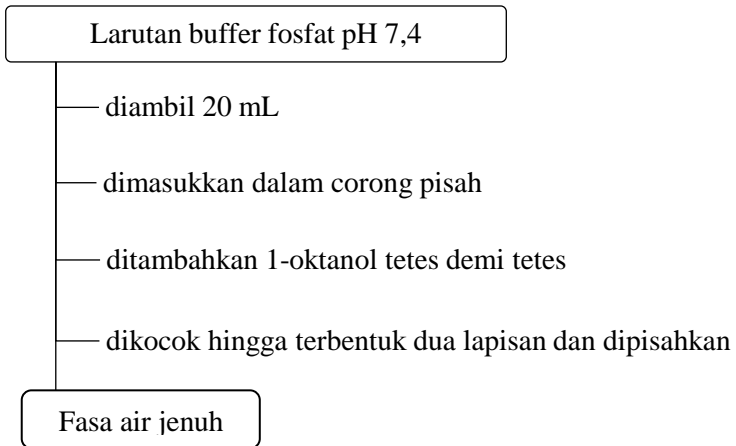 Larutan buffer fosfat pH 7,4
diambil 20 mL
dimasukkan dalam corong pisah
ditambahkan 1-oktanol tetes demi tetes
dikocok hingga terbentuk dua lapisan dan dipisahkan
Fasa air jenuh